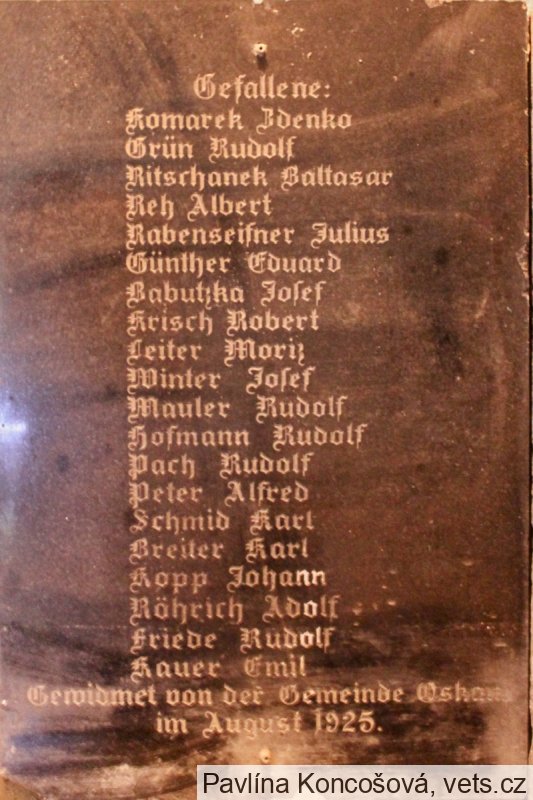 Gefallene:
Komarek Zdenko
Grün Rudolf
Ritschanek Baltasar
Reh Albert
Rabenseifner Julius
Günther Eduard
Babutzka Josef
Krisch Robert
Leiter Moriz
Winter Josef
Mauler Rudolf
Hofmann Rudolf
Pach Rudolf
Peter Alfred
Schmid Karl
Breiter Karl
Kopp Johann
Röhrich Adolf
Friede Rudolf
Kauer Emil
Gewidmet von der Gemeinde Oskau
im August 1925.
Pavlína Koncošová, vets.cz